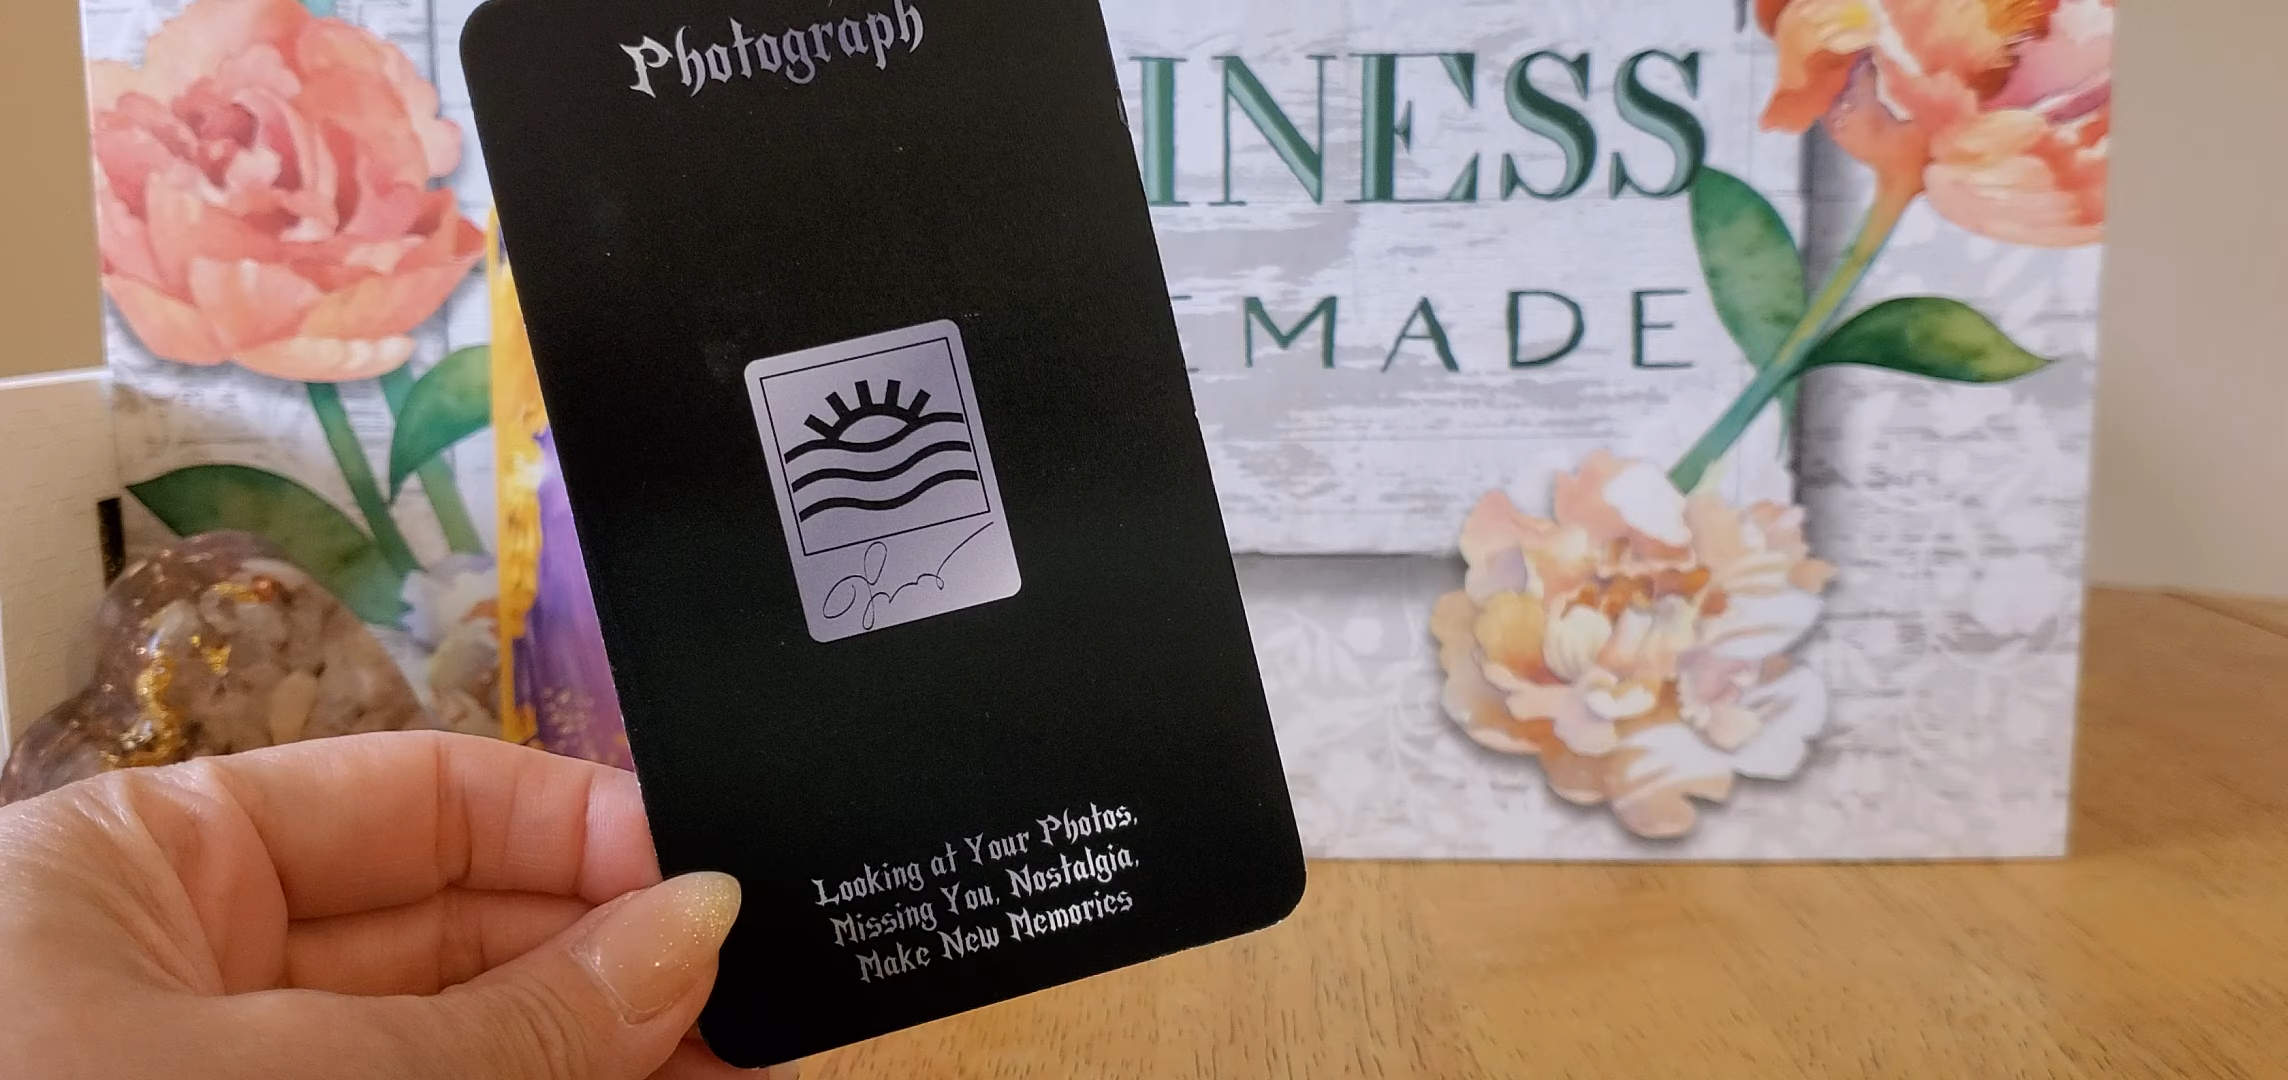 Photograph
INESS
EMADE
Looking at Your Photos,
Missing You, Nostalgia,
Make New Memories